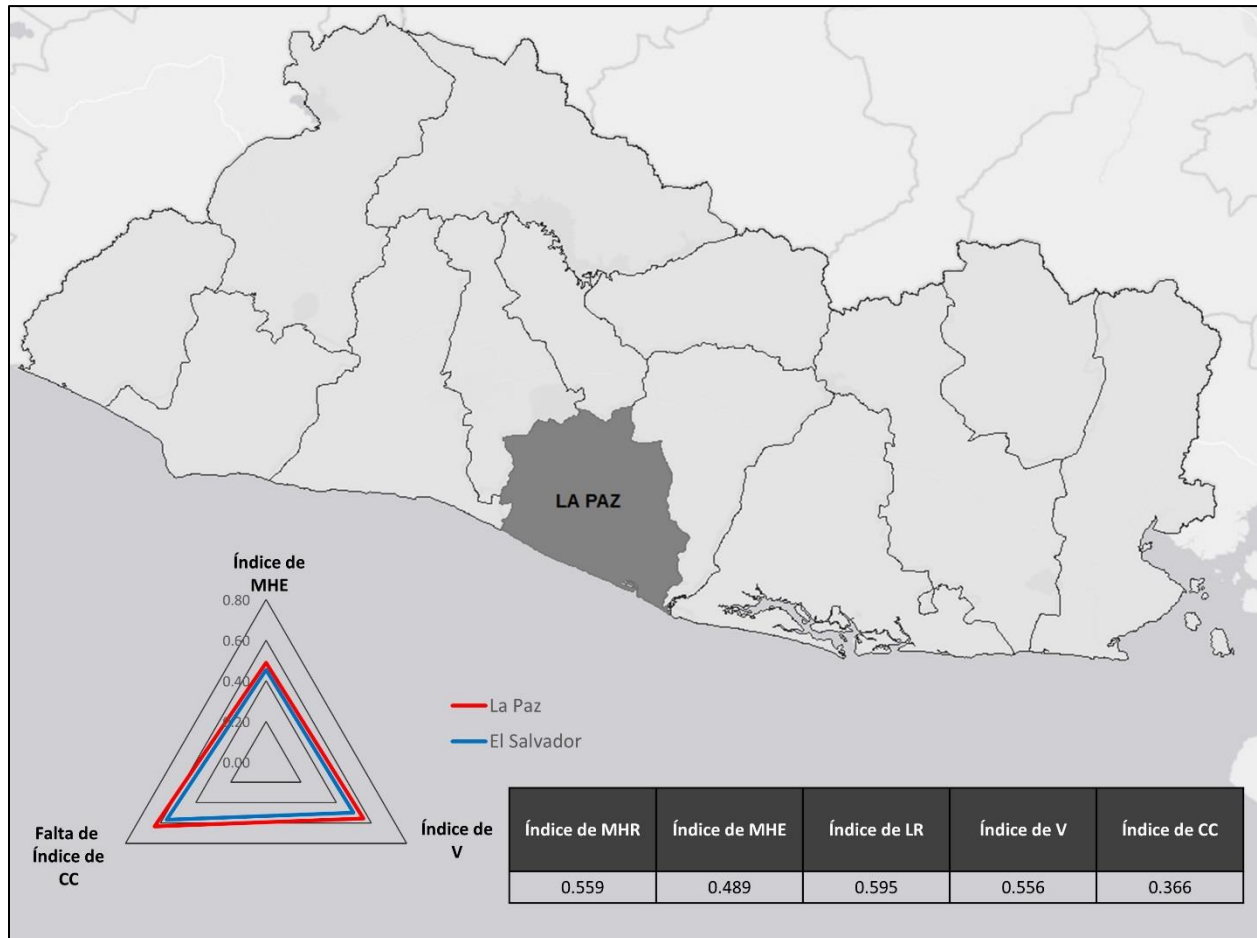 LA PAZ
Índice de
MHE
0.80
0.60
0.40
0.20
0.00
La Paz
El Salvador
Falta de
Índice de
CC
Índice de
V
Índice de MHR Índice de MHE Índice de LR Índice de V Índice de CC
0.559 0.489 0.595 0.556 0.366